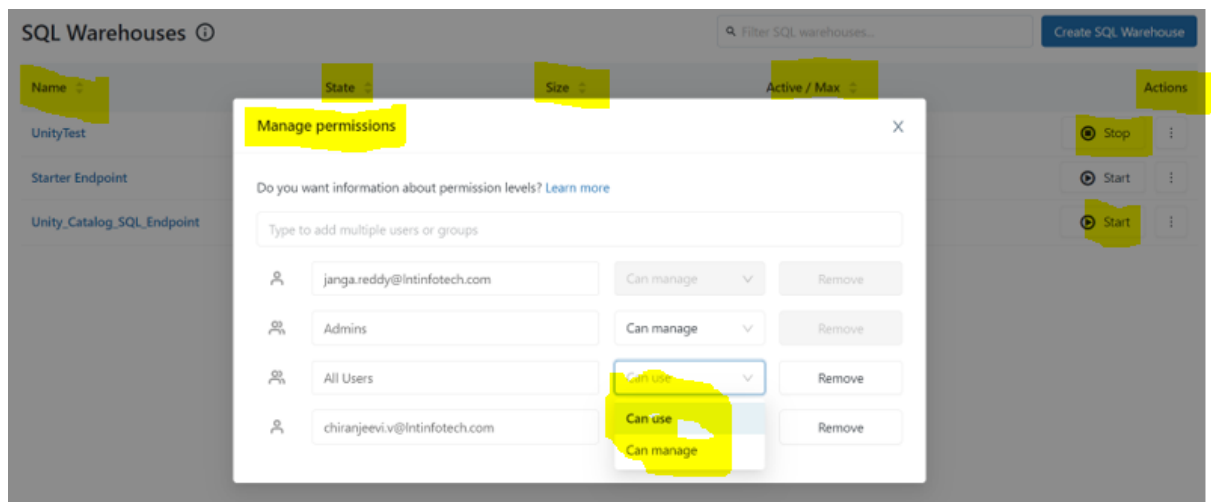 SQL Warehouses
Filter SQL warehouses...
Create SQL Warehouse
Name State Size Active / Max Actions
Manage permissions
UnityTest
Stop
Do you want information about permission levels? Learn more
Starter Endpoint
Start
Unity_Catalog_SQL_Endpoint
Type to add multiple users or groups
Start
janga.reddy@lntinfotech.com Can manage Remove
Admins Can manage Remove
All Users Can use Remove
Can use
chiranjeevi.v@lntinfotech.com Remove
Can manage